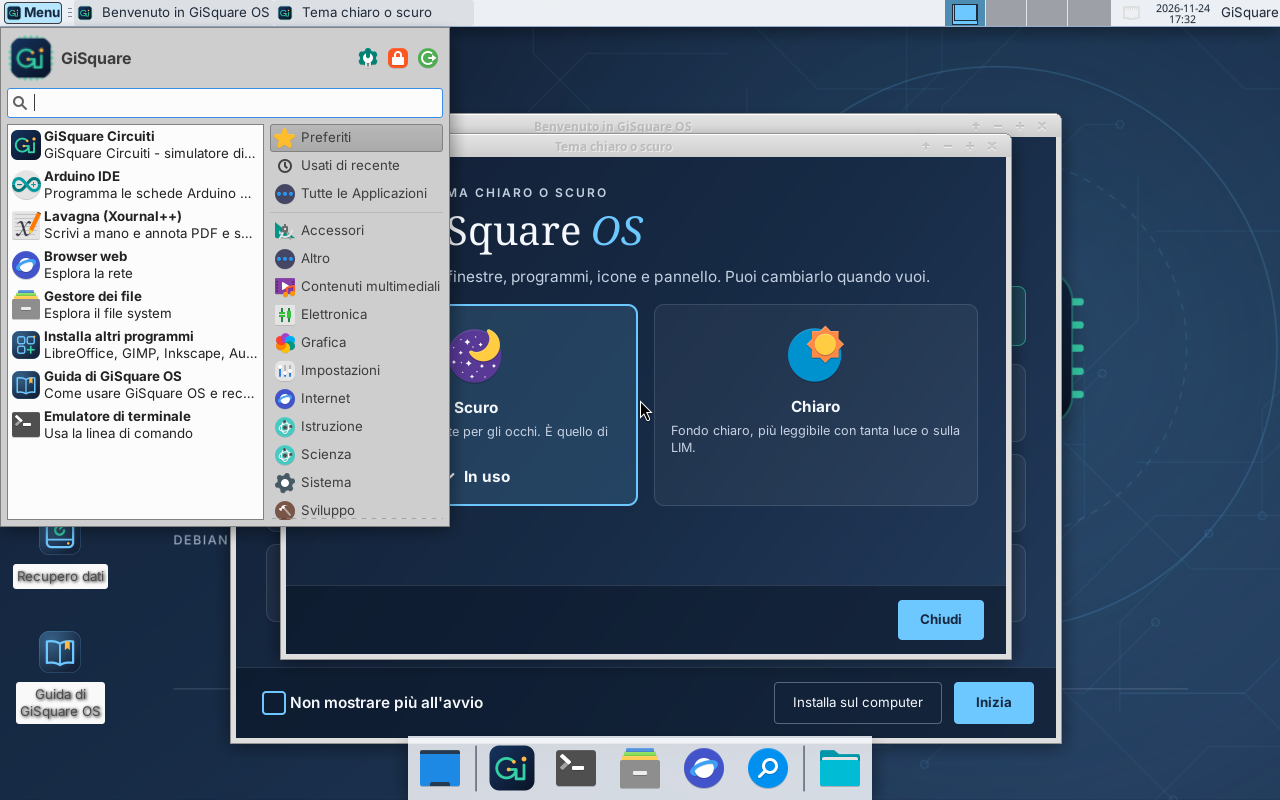 Menu
Benvenuto in GiSquare OS
Tema chiaro o scuro
2026-11-24
17:32
GiSquare
GiSquare
GiSquare Circuiti
GiSquare Circuiti - simulatore di...
Arduino IDE
Programma le schede Arduino ...
Lavagna (Xournal++)
Scrivi a mano e annota PDF e s...
Browser web
Esplora la rete
Gestore dei file
Esplora il file system
Installa altri programmi
LibreOffice, GIMP, Inkscape, Au...
Guida di GiSquare OS
Come usare GiSquare OS e rec...
Emulatore di terminale
Usa la linea di comando
Preferiti
Usati di recente
Tutte le Applicazioni
Accessori
Altro
Contenuti multimediali
Elettronica
Grafica
Impostazioni
Internet
Istruzione
Scienza
Sistema
Sviluppo
Benvenuto in GiSquare OS
Tema chiaro o scuro
MA CHIARO O SCURO
Square OS
finestre, programmi, icone e pannello. Puoi cambiarlo quando vuoi.
Scuro
te per gli occhi. È quello di
In uso
Chiaro
Fondo chiaro, più leggibile con tanta luce o sulla
LIM.
Chiudi
Non mostrare più all'avvio
Installa sul computer
Inizia
DEBIAN
Recupero dati
Guida di
GiSquare OS